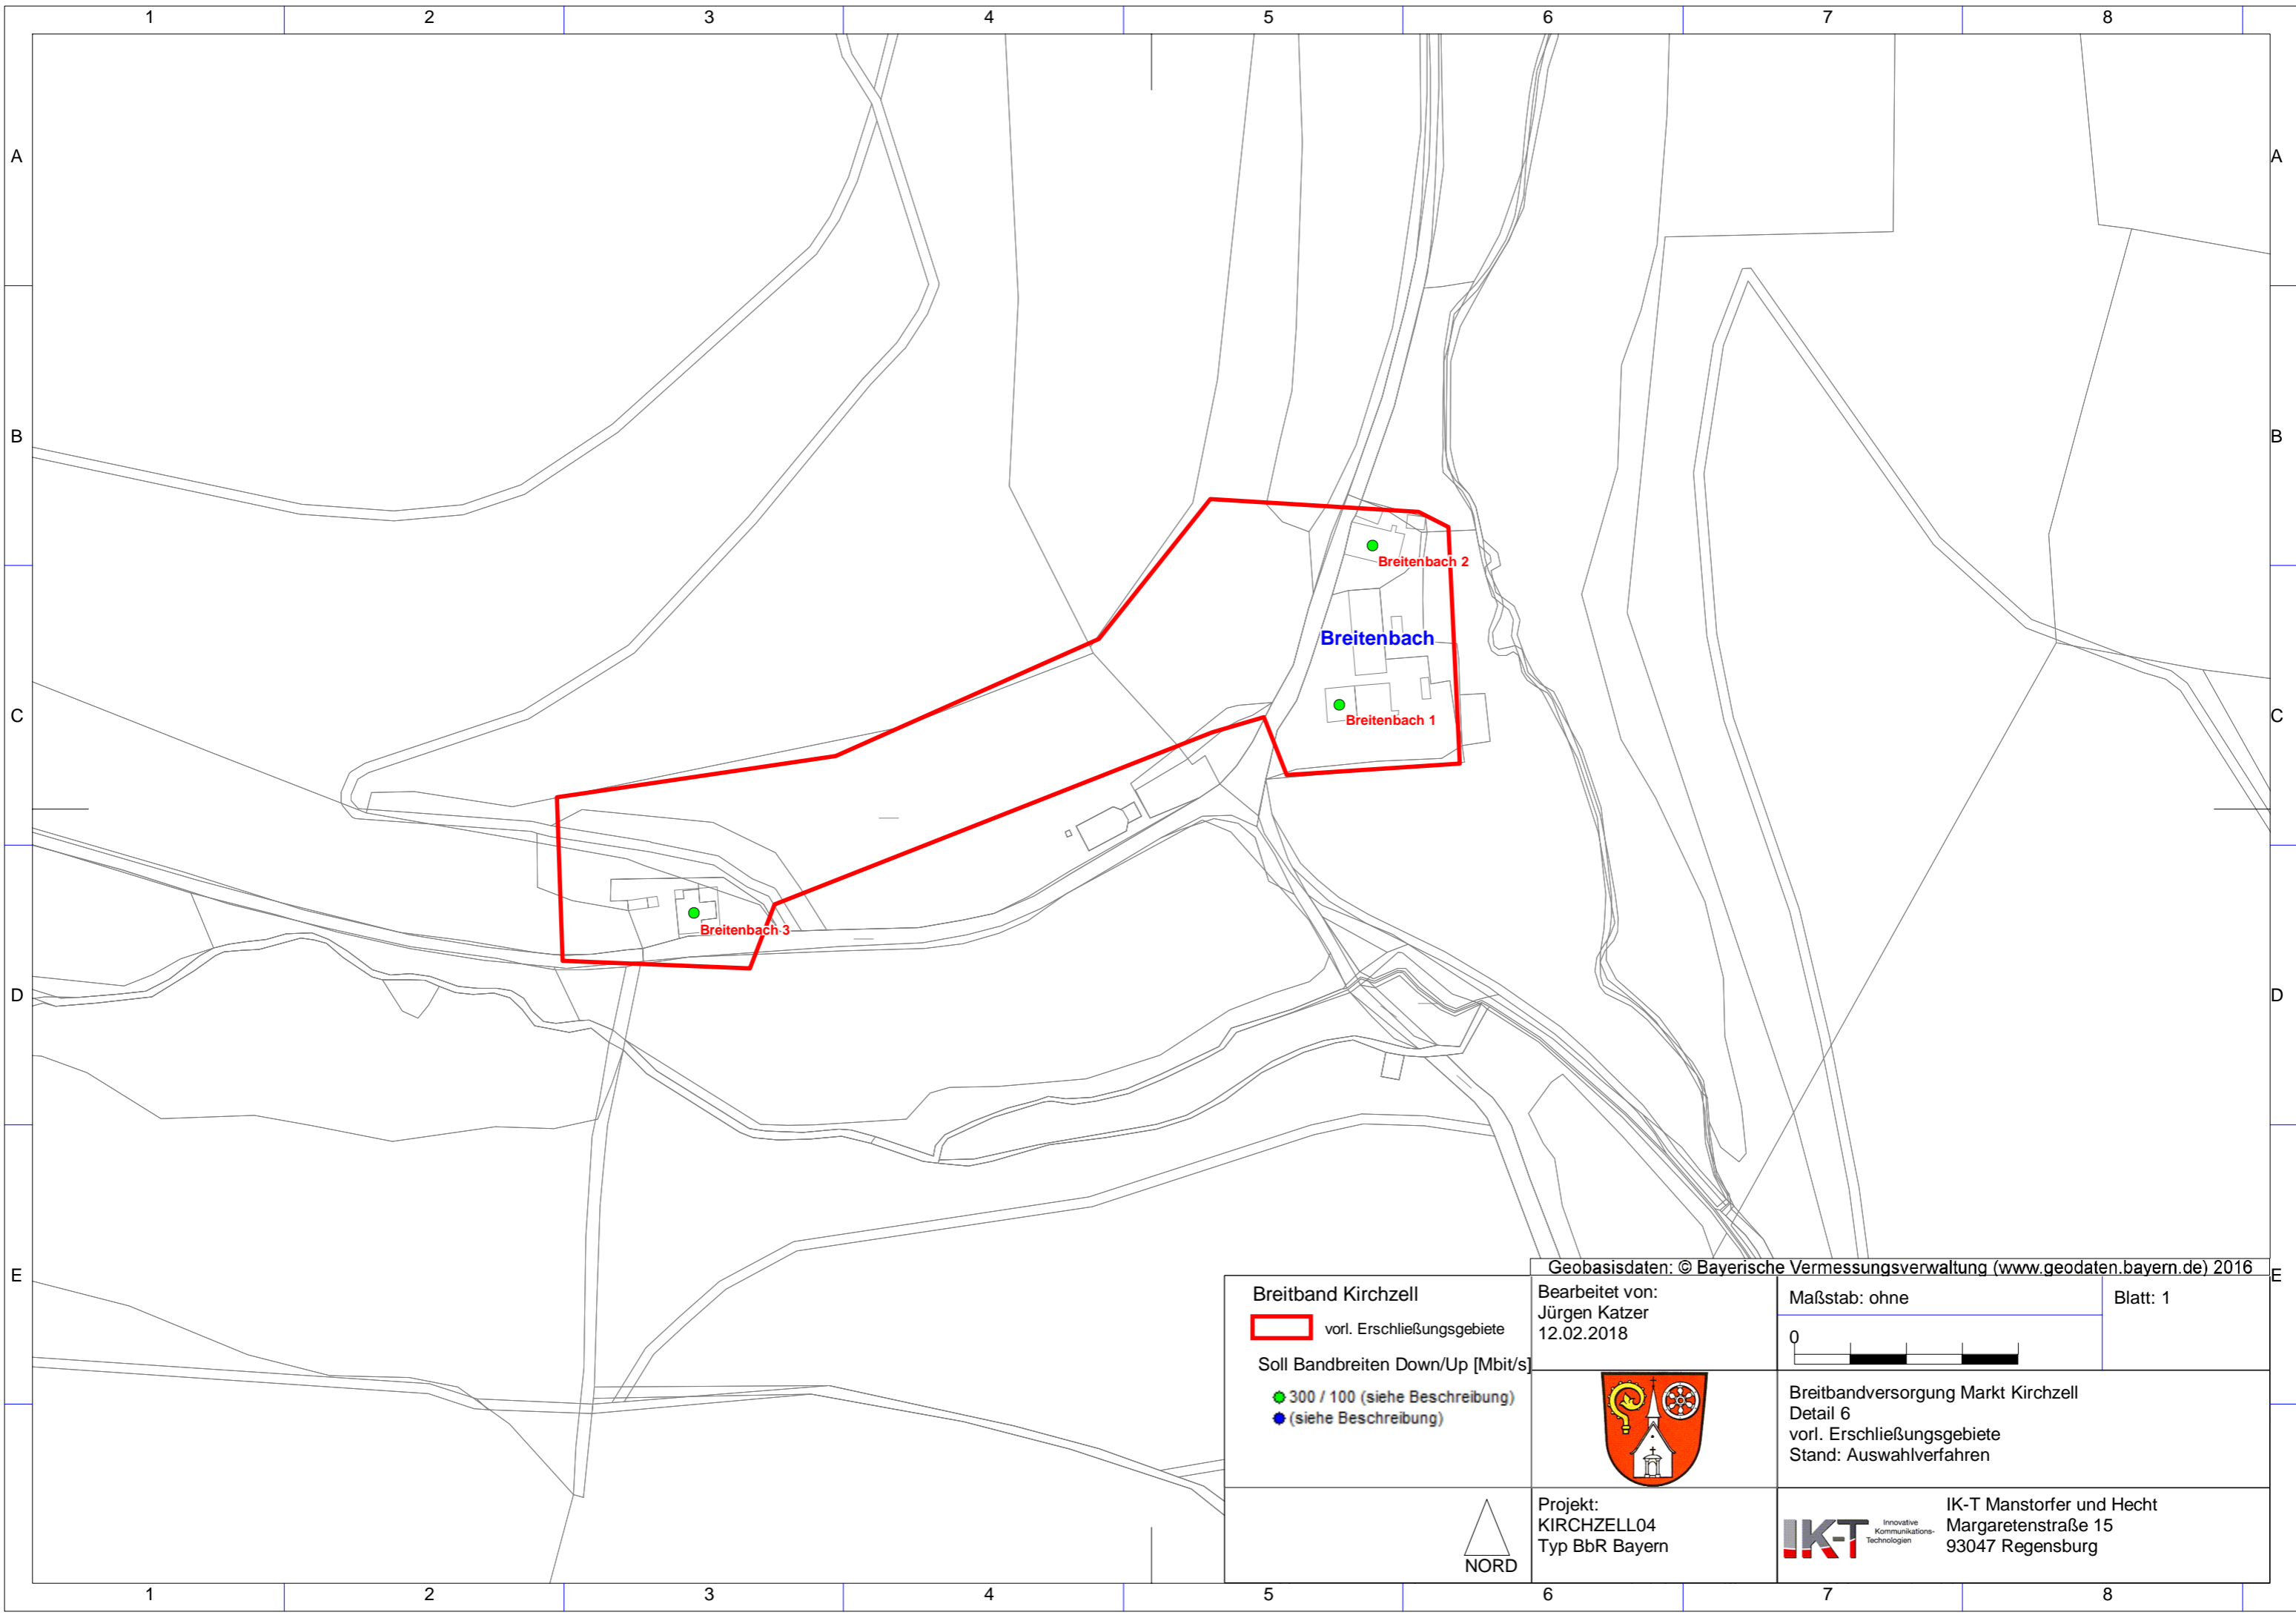 1 2 3 4 5 6 7 8
A A
B B
Breitenbach 2
Breitenbach
C C
Breitenbach 1
Breitenbach 3
D D
E E
Geobasisdaten: © Bayerische Vermessungsverwaltung (www.geodaten.bayern.de) 2016
Breitband Kirchzell
vorl. Erschließungsgebiete
Soll Bandbreiten Down/Up [Mbit/s]
300 / 100 (siehe Beschreibung)
(siehe Beschreibung)
NORD
Bearbeitet von:
Jürgen Katzer
12.02.2018
Maßstab: ohne
0
Blatt: 1
Breitbandversorgung Markt Kirchzell
Detail 6
vorl. Erschließungsgebiete
Stand: Auswahlverfahren
Projekt:
KIRCHZELL04
Typ BbR Bayern
IK-T
Innovative
Kommunikations-
Technologien
IK-T Manstorfer und Hecht
Margaretenstraße 15
93047 Regensburg
1 2 3 4 5 6 7 8